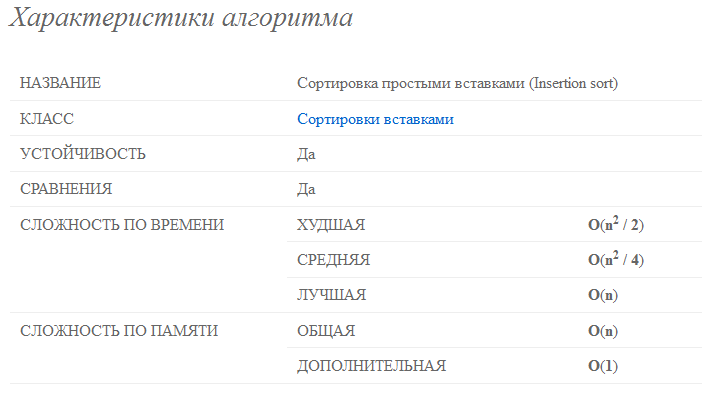 Характеристики алгоритма
НАЗВАНИЕ Сортировка простыми вставками (Insertion sort)
КЛАСС Сортировки вставками
УСТОЙЧИВОСТЬ Да
СРАВНЕНИЯ Да
СЛОЖНОСТЬ ПО ВРЕМЕНИ ХУДШАЯ O(n² / 2)
СРЕДНЯЯ O(n² / 4)
ЛУЧШАЯ O(n)
СЛОЖНОСТЬ ПО ПАМЯТИ ОБЩАЯ O(n)
ДОПОЛНИТЕЛЬНАЯ O(1)